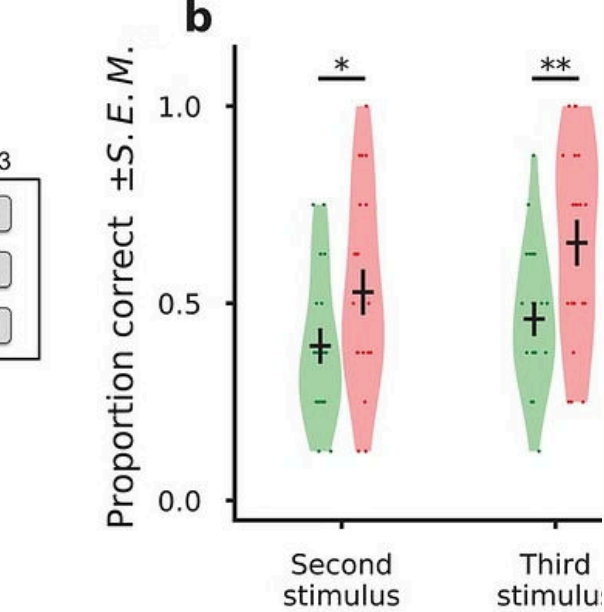 b
3
Proportion correct ±S.E.M.
1.0
0.5
0.0
*
**
Second
stimulus
Third